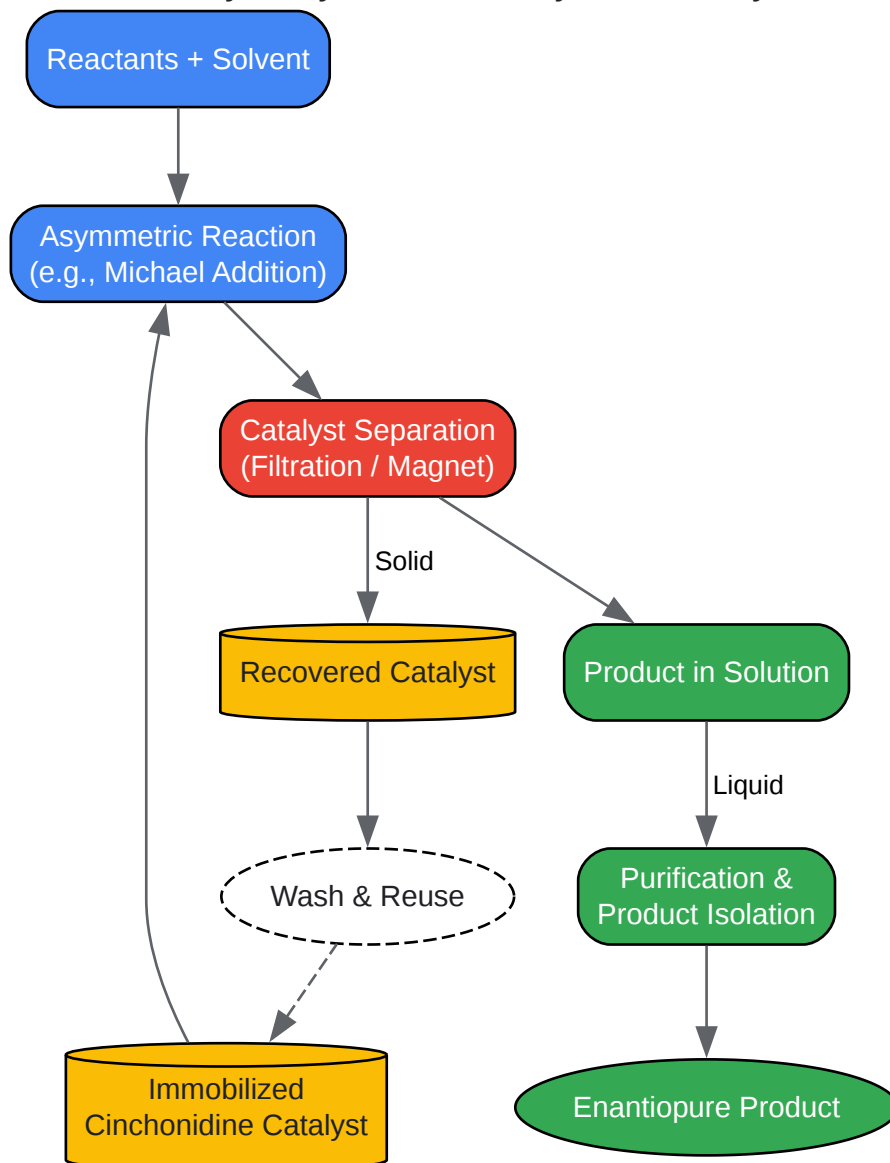 Reactants + Solvent
Asymmetric Reaction
(e.g., Michael Addition)
Catalyst Separation
(Filtration / Magnet)
Solid
Recovered Catalyst
Product in Solution
Liquid
Wash & Reuse
Purification &
Product Isolation
Immobilized
Cinchonidine Catalyst
Enantiopure Product